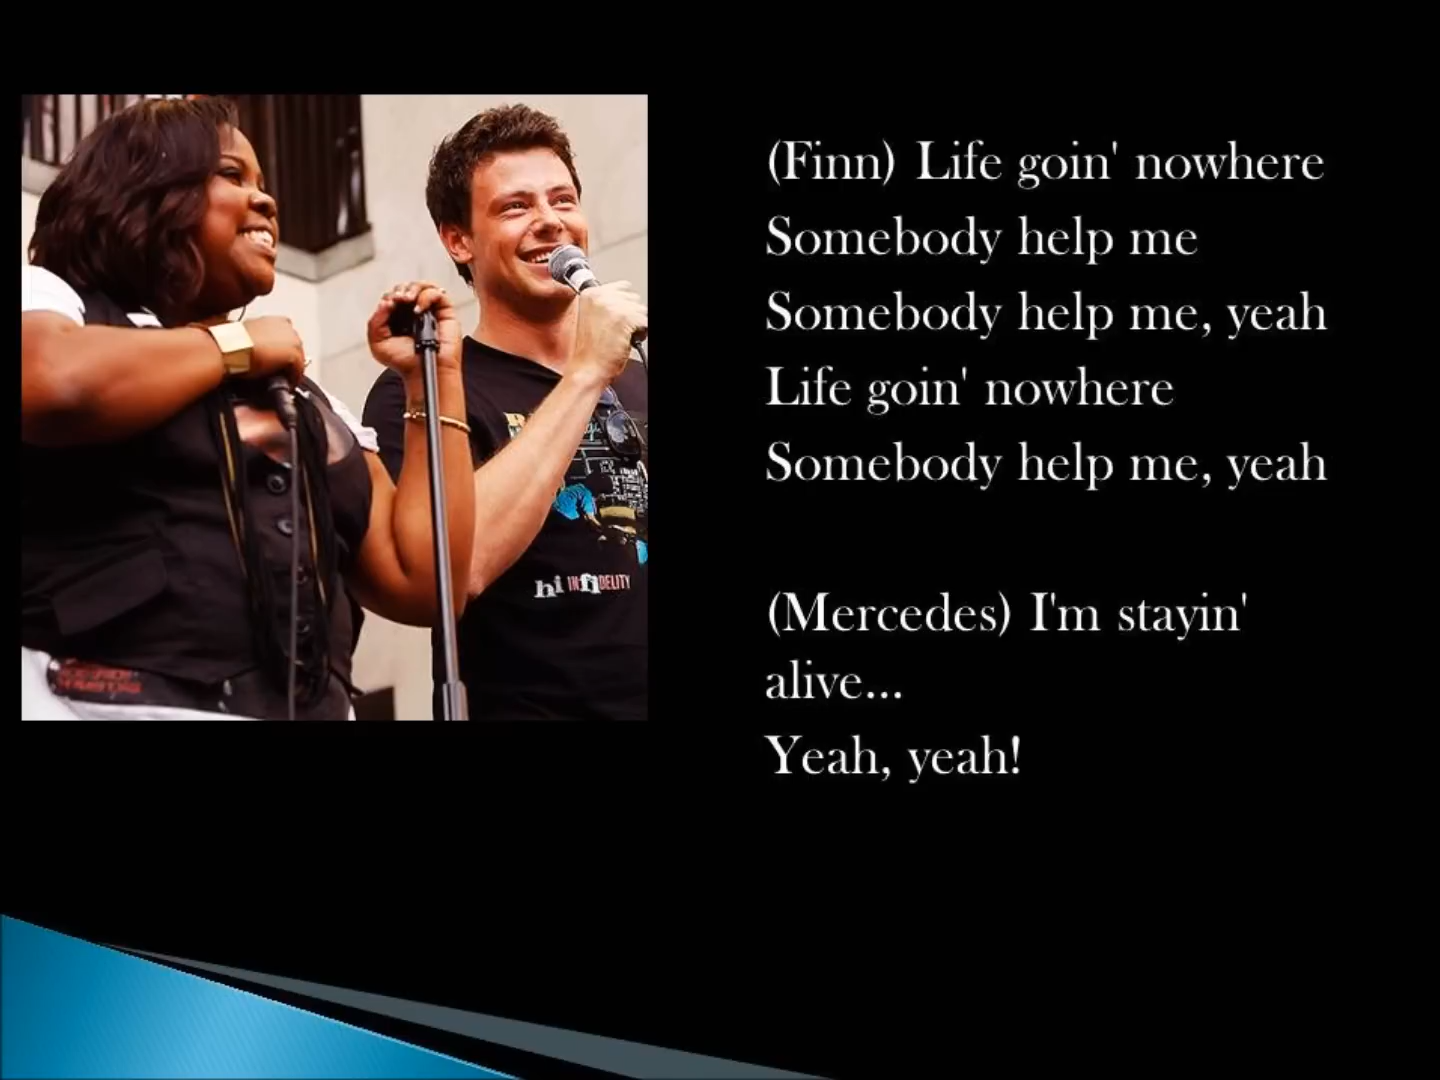 (Finn) Life goin' nowhere
Somebody help me
Somebody help me, yeah
Life goin' nowhere
Somebody help me, yeah
(Mercedes) I'm stayin'
alive...
Yeah, yeah!
hi INfiDELITY